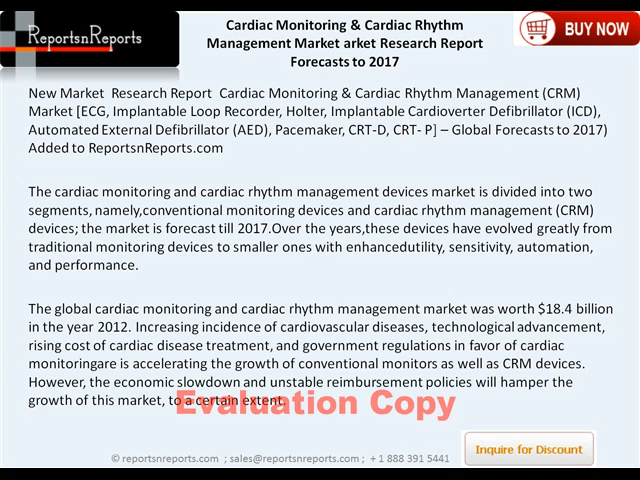 ReportsnReports
Cardiac Monitoring & Cardiac Rhythm
Management Market arket Research Report
Forecasts to 2017
BUY NOW
New Market Research Report Cardiac Monitoring & Cardiac Rhythm Management (CRM)
Market [ECG, Implantable Loop Recorder, Holter, Implantable Cardioverter Defibrillator (ICD),
Automated External Defibrillator (AED), Pacemaker, CRT-D, CRT- P] – Global Forecasts to 2017)
Added to ReportsnReports.com
The cardiac monitoring and cardiac rhythm management devices market is divided into two
segments, namely,conventional monitoring devices and cardiac rhythm management (CRM)
devices; the market is forecast till 2017.Over the years,these devices have evolved greatly from
traditional monitoring devices to smaller ones with enhancedutility, sensitivity, automation,
and performance.
The global cardiac monitoring and cardiac rhythm management market was worth $18.4 billion
in the year 2012. Increasing incidence of cardiovascular diseases, technological advancement,
rising cost of cardiac disease treatment, and government regulations in favor of cardiac
monitoringare is accelerating the growth of conventional monitors as well as CRM devices.
However, the economic slowdown and unstable reimbursement policies will hamper the
growth of this market, to a certain extent.
Evaluation Copy
© reportsnreports.com ; sales@reportsnreports.com ; + 1 888 391 5441
Inquire for Discount